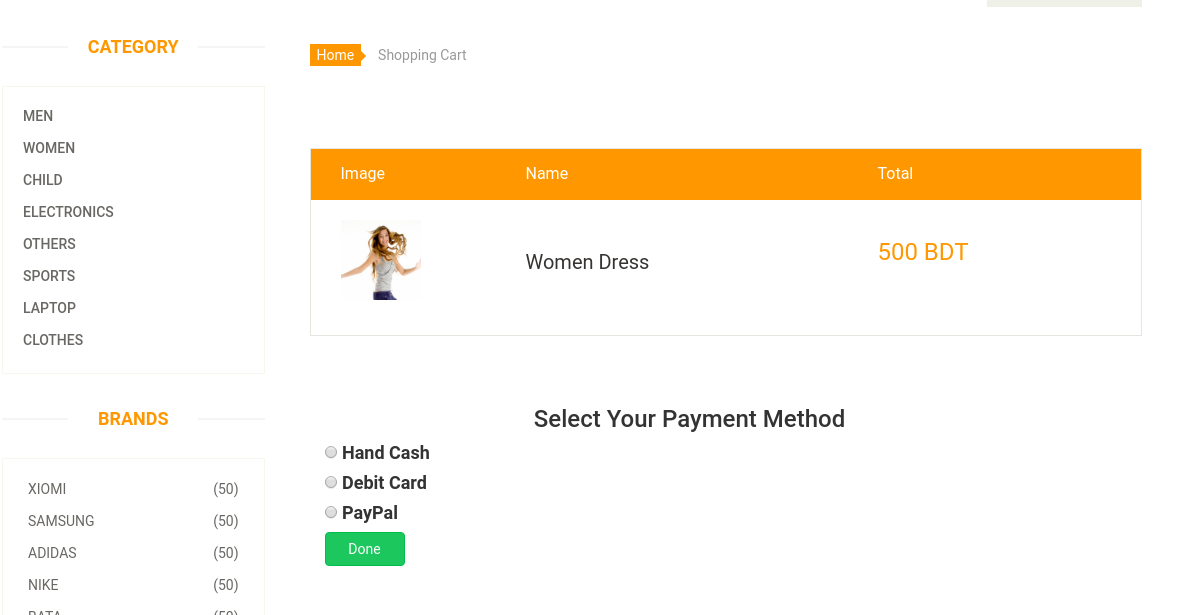 CATEGORY
MEN
WOMEN
CHILD
ELECTRONICS
OTHERS
SPORTS
LAPTOP
CLOTHES
BRANDS
XIOMI (50)
SAMSUNG (50)
ADIDAS (50)
NIKE (50)
Home Shopping Cart
Image Name Total
Women Dress 500 BDT
Select Your Payment Method
Hand Cash
Debit Card
PayPal
Done